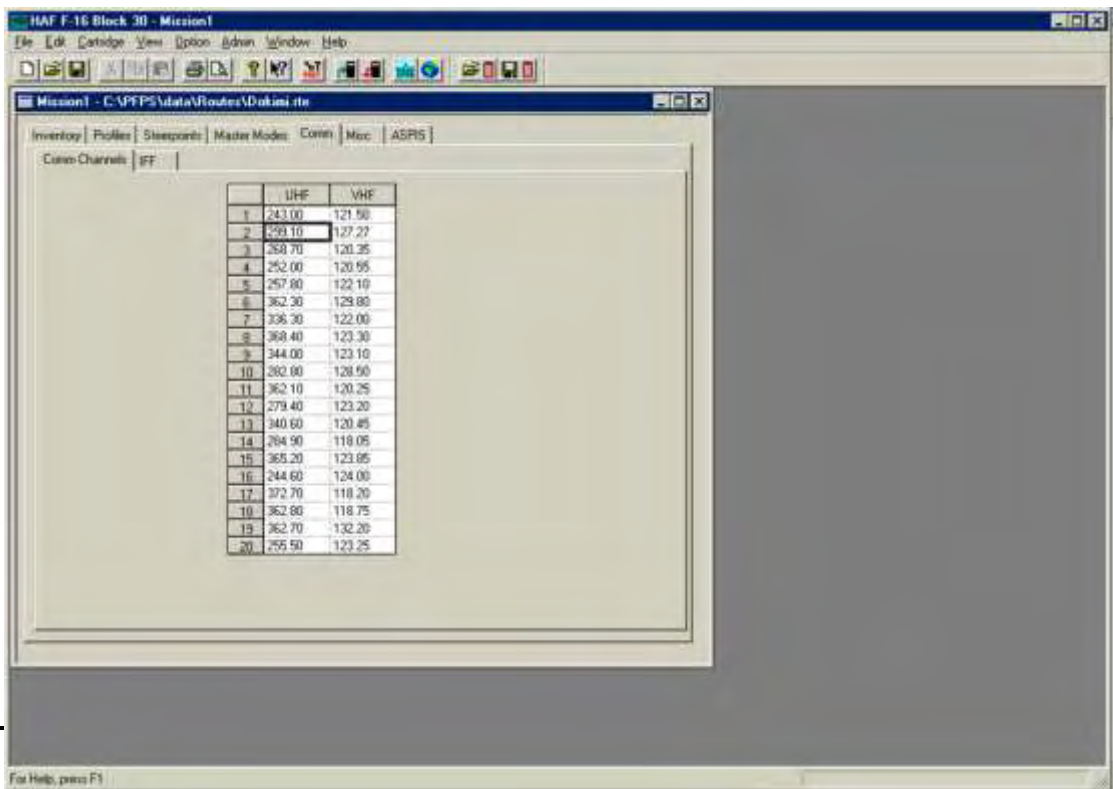 HAF F-16 Block 30 - Mission1
File Edit Cartridge View Option Admin Window Help
Mission1 - C:\PFPS\data\Routes\Dokimi.rte
Inventory Profiles Steerpoints Master Modes Comm Misc ASPIS
Comm Channels IFF
UHF VHF
1 243.00 121.50
2 299.10 127.27
3 268.70 120.35
4 252.00 120.95
5 257.80 122.10
6 362.30 129.80
7 336.30 122.00
8 368.40 123.30
9 344.00 123.10
10 282.80 128.50
11 362.10 120.25
12 279.40 123.20
13 340.60 120.45
14 284.90 118.05
15 365.20 123.85
16 244.60 124.00
17 372.70 118.20
18 362.80 118.75
19 362.70 132.20
20 255.50 123.25
For Help, press F1